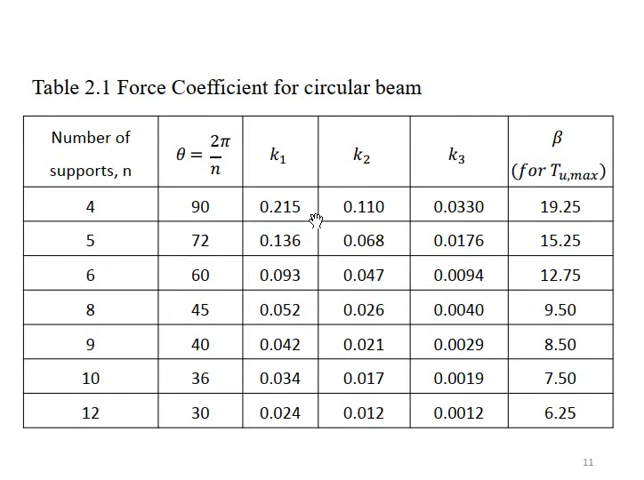 Table 2.1 Force Coefficient for circular beam
Number of supports, n | θ = 2π/n | k₁ | k₂ | k₃ | β (for Tᵤ,ₘₐₓ)
4 | 90 | 0.215 | 0.110 | 0.0330 | 19.25
5 | 72 | 0.136 | 0.068 | 0.0176 | 15.25
6 | 60 | 0.093 | 0.047 | 0.0094 | 12.75
8 | 45 | 0.052 | 0.026 | 0.0040 | 9.50
9 | 40 | 0.042 | 0.021 | 0.0029 | 8.50
10 | 36 | 0.034 | 0.017 | 0.0019 | 7.50
12 | 30 | 0.024 | 0.012 | 0.0012 | 6.25
11